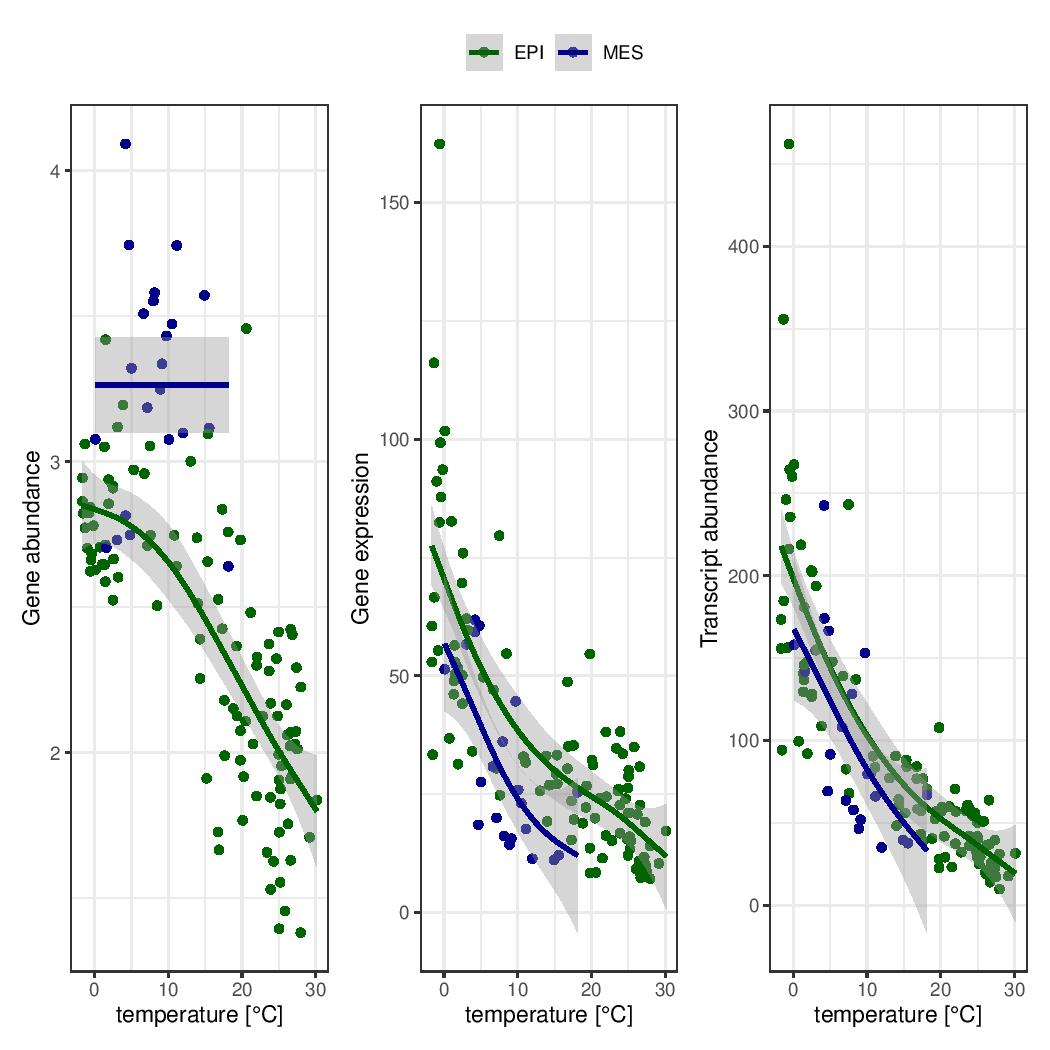 EPI MES
Gene abundance
4
3
2
0 10 20 30
temperature [°C]
Gene expression
150
100
50
0
0 10 20 30
temperature [°C]
Transcript abundance
400
300
200
100
0
0 10 20 30
temperature [°C]